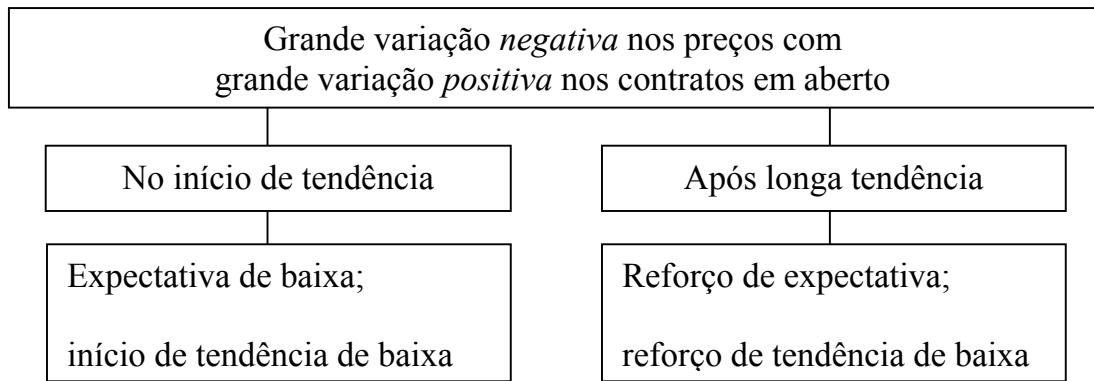 Grande variação negativa nos preços com
grande variação positiva nos contratos em aberto
No início de tendência
Após longa tendência
Expectativa de baixa;
início de tendência de baixa
Reforço de expectativa;
reforço de tendência de baixa